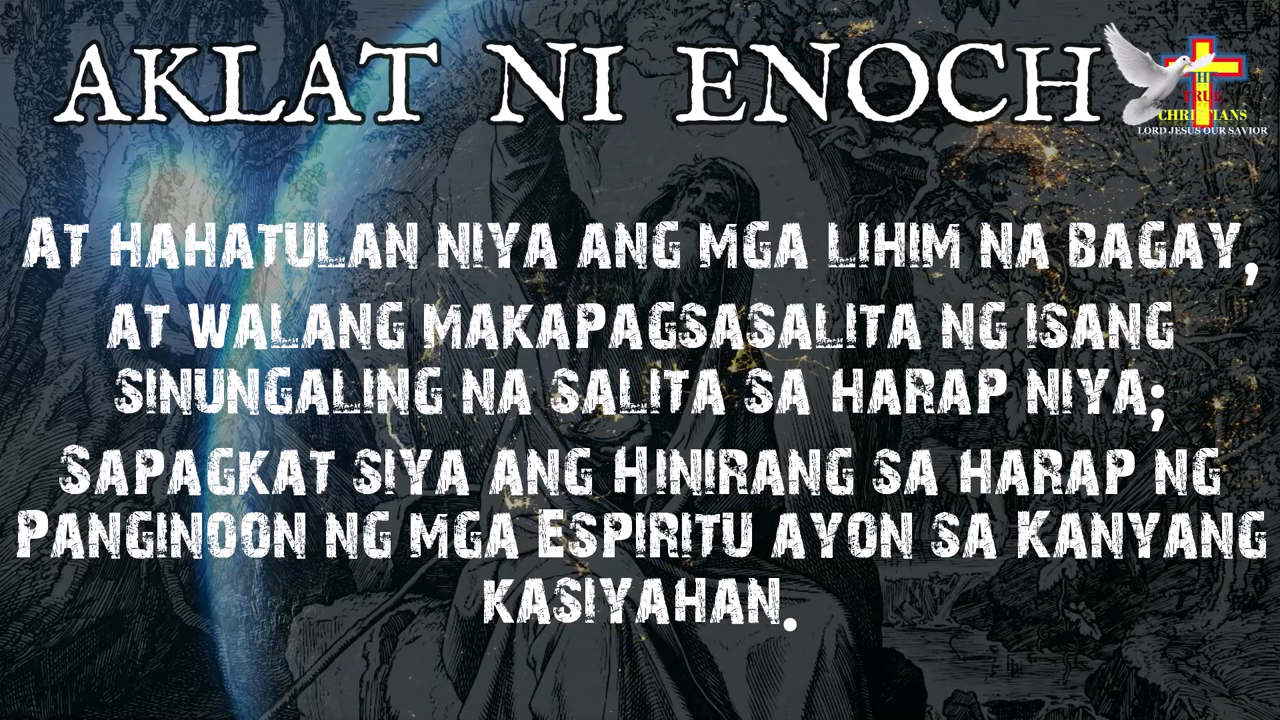 AKLAT NI ENOCH
TRUE
CHRISTIANS
LORD JESUS OUR SAVIOR
At hahatulan niya ang mga lihim na bagay,
at walang makapagsasalita ng isang
sinungaling na salita sa harap niya;
Sapagkat siya ang Hinirang sa harap ng
Panginoon ng mga Espiritu ayon sa Kanyang
kasiyahan.